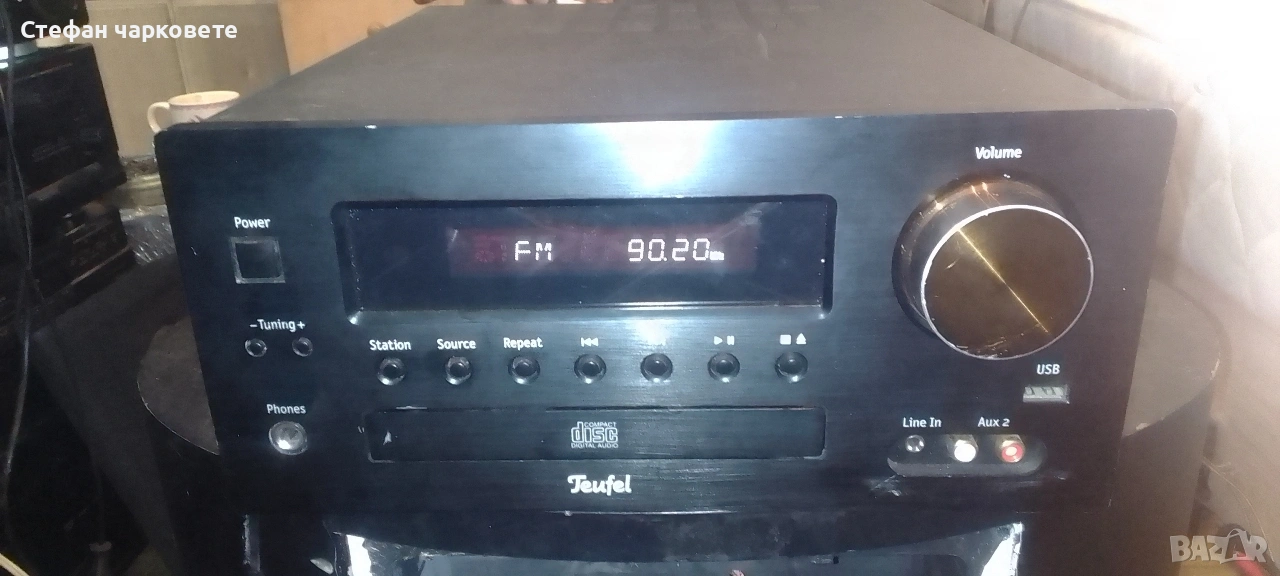 Стефан чарковете
Volume
Power
FM 90.20
-Tuning+
Station Source Repeat
USB
Phones
Line In Aux 2
COMPACT
disc
DIGITAL AUDIO
Teufel
BAZAR